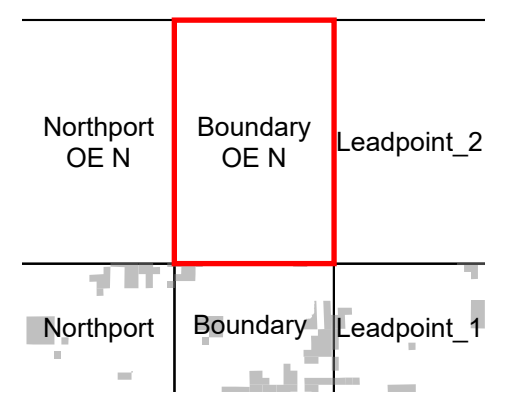 Northport
OE N
Boundary
OE N
Leadpoint_2
Northport
Boundary
Leadpoint_1